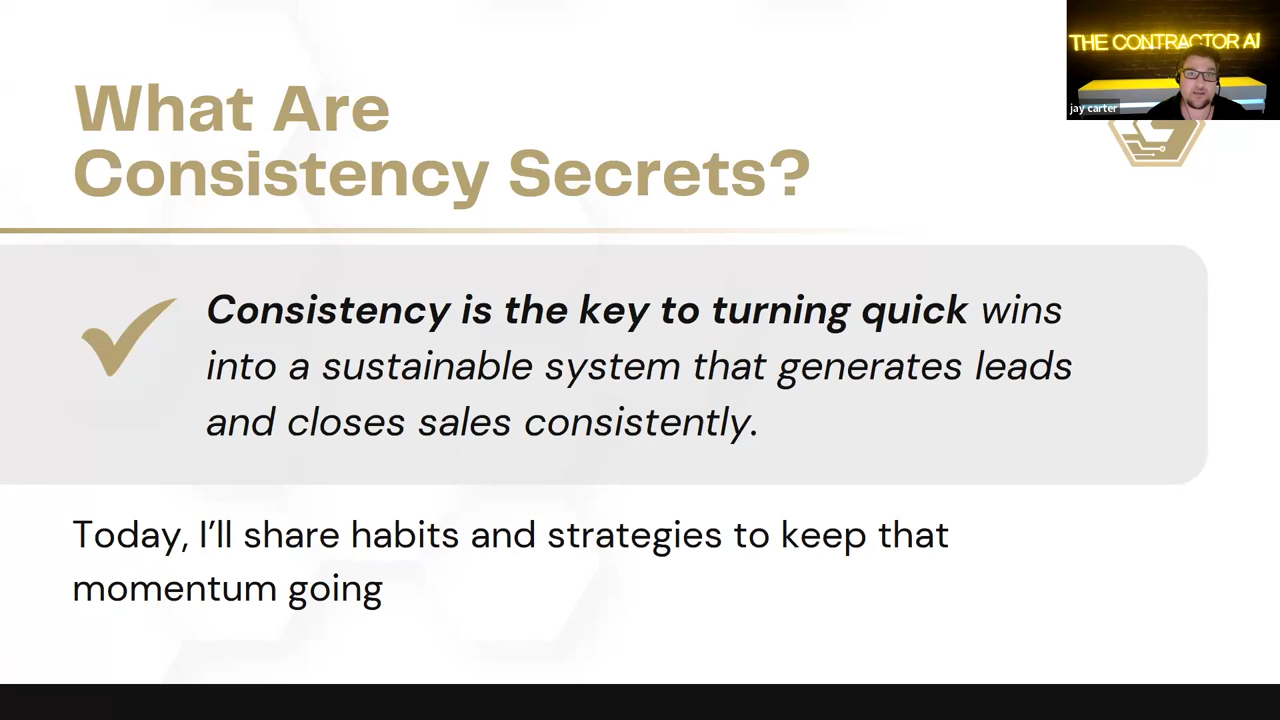 THE CONTRACTOR AI
jay carter
What Are
Consistency Secrets?
Consistency is the key to turning quick wins
into a sustainable system that generates leads
and closes sales consistently.
Today, I’ll share habits and strategies to keep that
momentum going